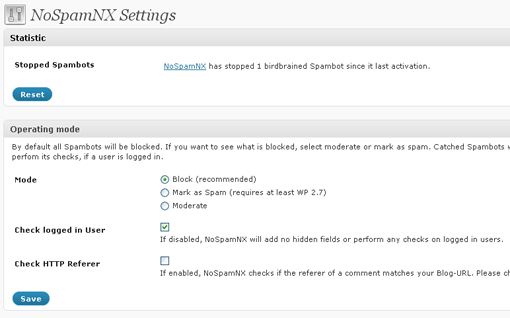 NoSpamNX Settings
Statistic
Stopped Spambots NoSpamNX has stopped 1 birdbrained Spambot since it last activation.
Reset
Operating mode
By default all Spambots will be blocked. If you want to see what is blocked, select moderate or mark as spam. Catched Spambots
perfom its checks, if a user is logged in.
Mode Block (recommended)
Mark as Spam (requires at least WP 2.7)
Moderate
Check logged in User
If disabled, NoSpamNX will add no hidden fields or perform any checks on logged in users.
Check HTTP Referer
If enabled, NoSpamNX checks if the referer of a comment matches your Blog-URL. Please
Save